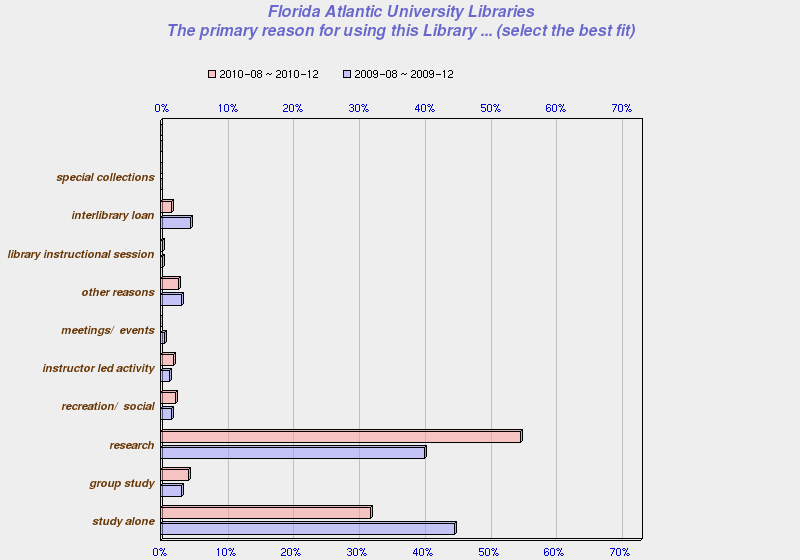 Florida Atlantic University Libraries
The primary reason for using this Library ... (select the best fit)
2010-08 ~ 2010-12 2009-08 ~ 2009-12
0% 10% 20% 30% 40% 50% 60% 70%
special collections
interlibrary loan
library instructional session
other reasons
meetings/ events
instructor led activity
recreation/ social
research
group study
study alone
0% 10% 20% 30% 40% 50% 60% 70%